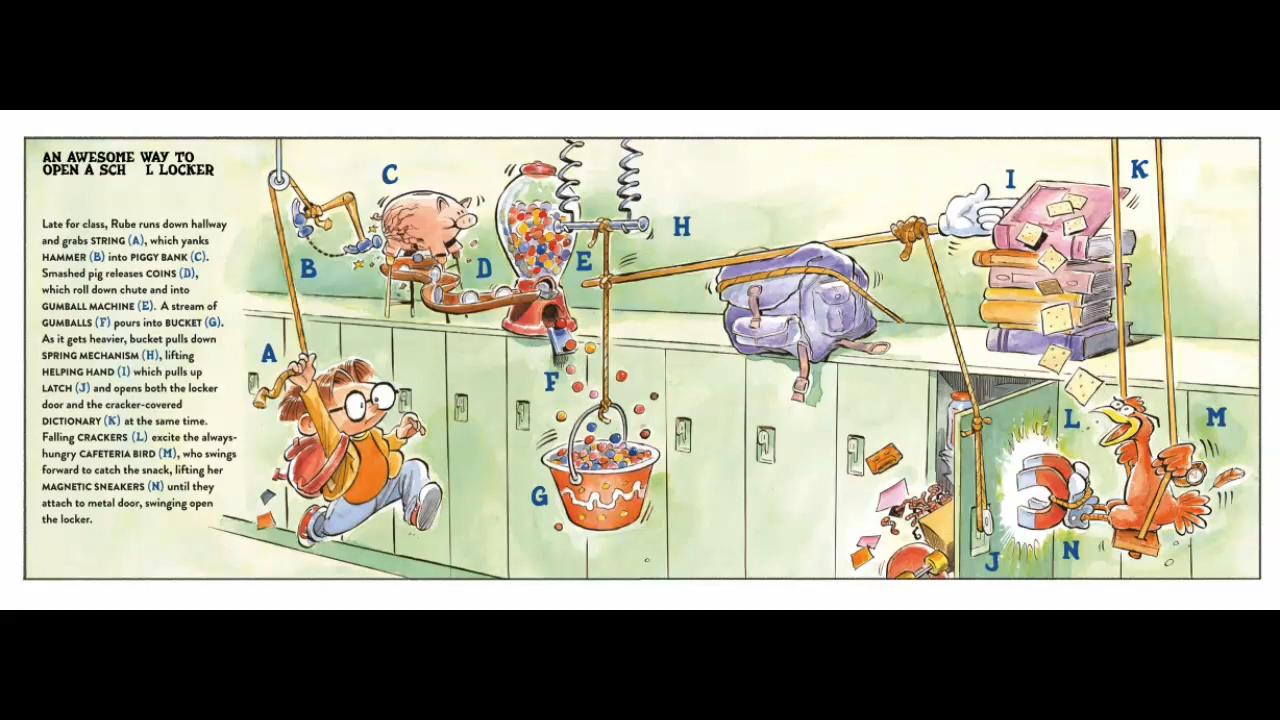 AN AWESOME WAY TO
OPEN A SCH L LOCKER
Late for class, Rube runs down hallway
and grabs STRING (A), which yanks
HAMMER (B) into PIGGY BANK (C).
Smashed pig releases COINS (D),
which roll down chute and into
GUMBALL MACHINE (E). A stream of
GUMBALLS (F) pours into BUCKET (G).
As it gets heavier, bucket pulls down
SPRING MECHANISM (H), lifting
HELPING HAND (I) which pulls up
LATCH (J) and opens both the locker
door and the cracker-covered
DICTIONARY (K) at the same time.
Falling CRACKERS (L) excite the always-
hungry CAFETERIA BIRD (M), who swings
forward to catch the snack, lifting her
MAGNETIC SNEAKERS (N) until they
attach to metal door, swinging open
the locker.
A
B
C
D
E
F
G
H
I
J
K
L
M
N